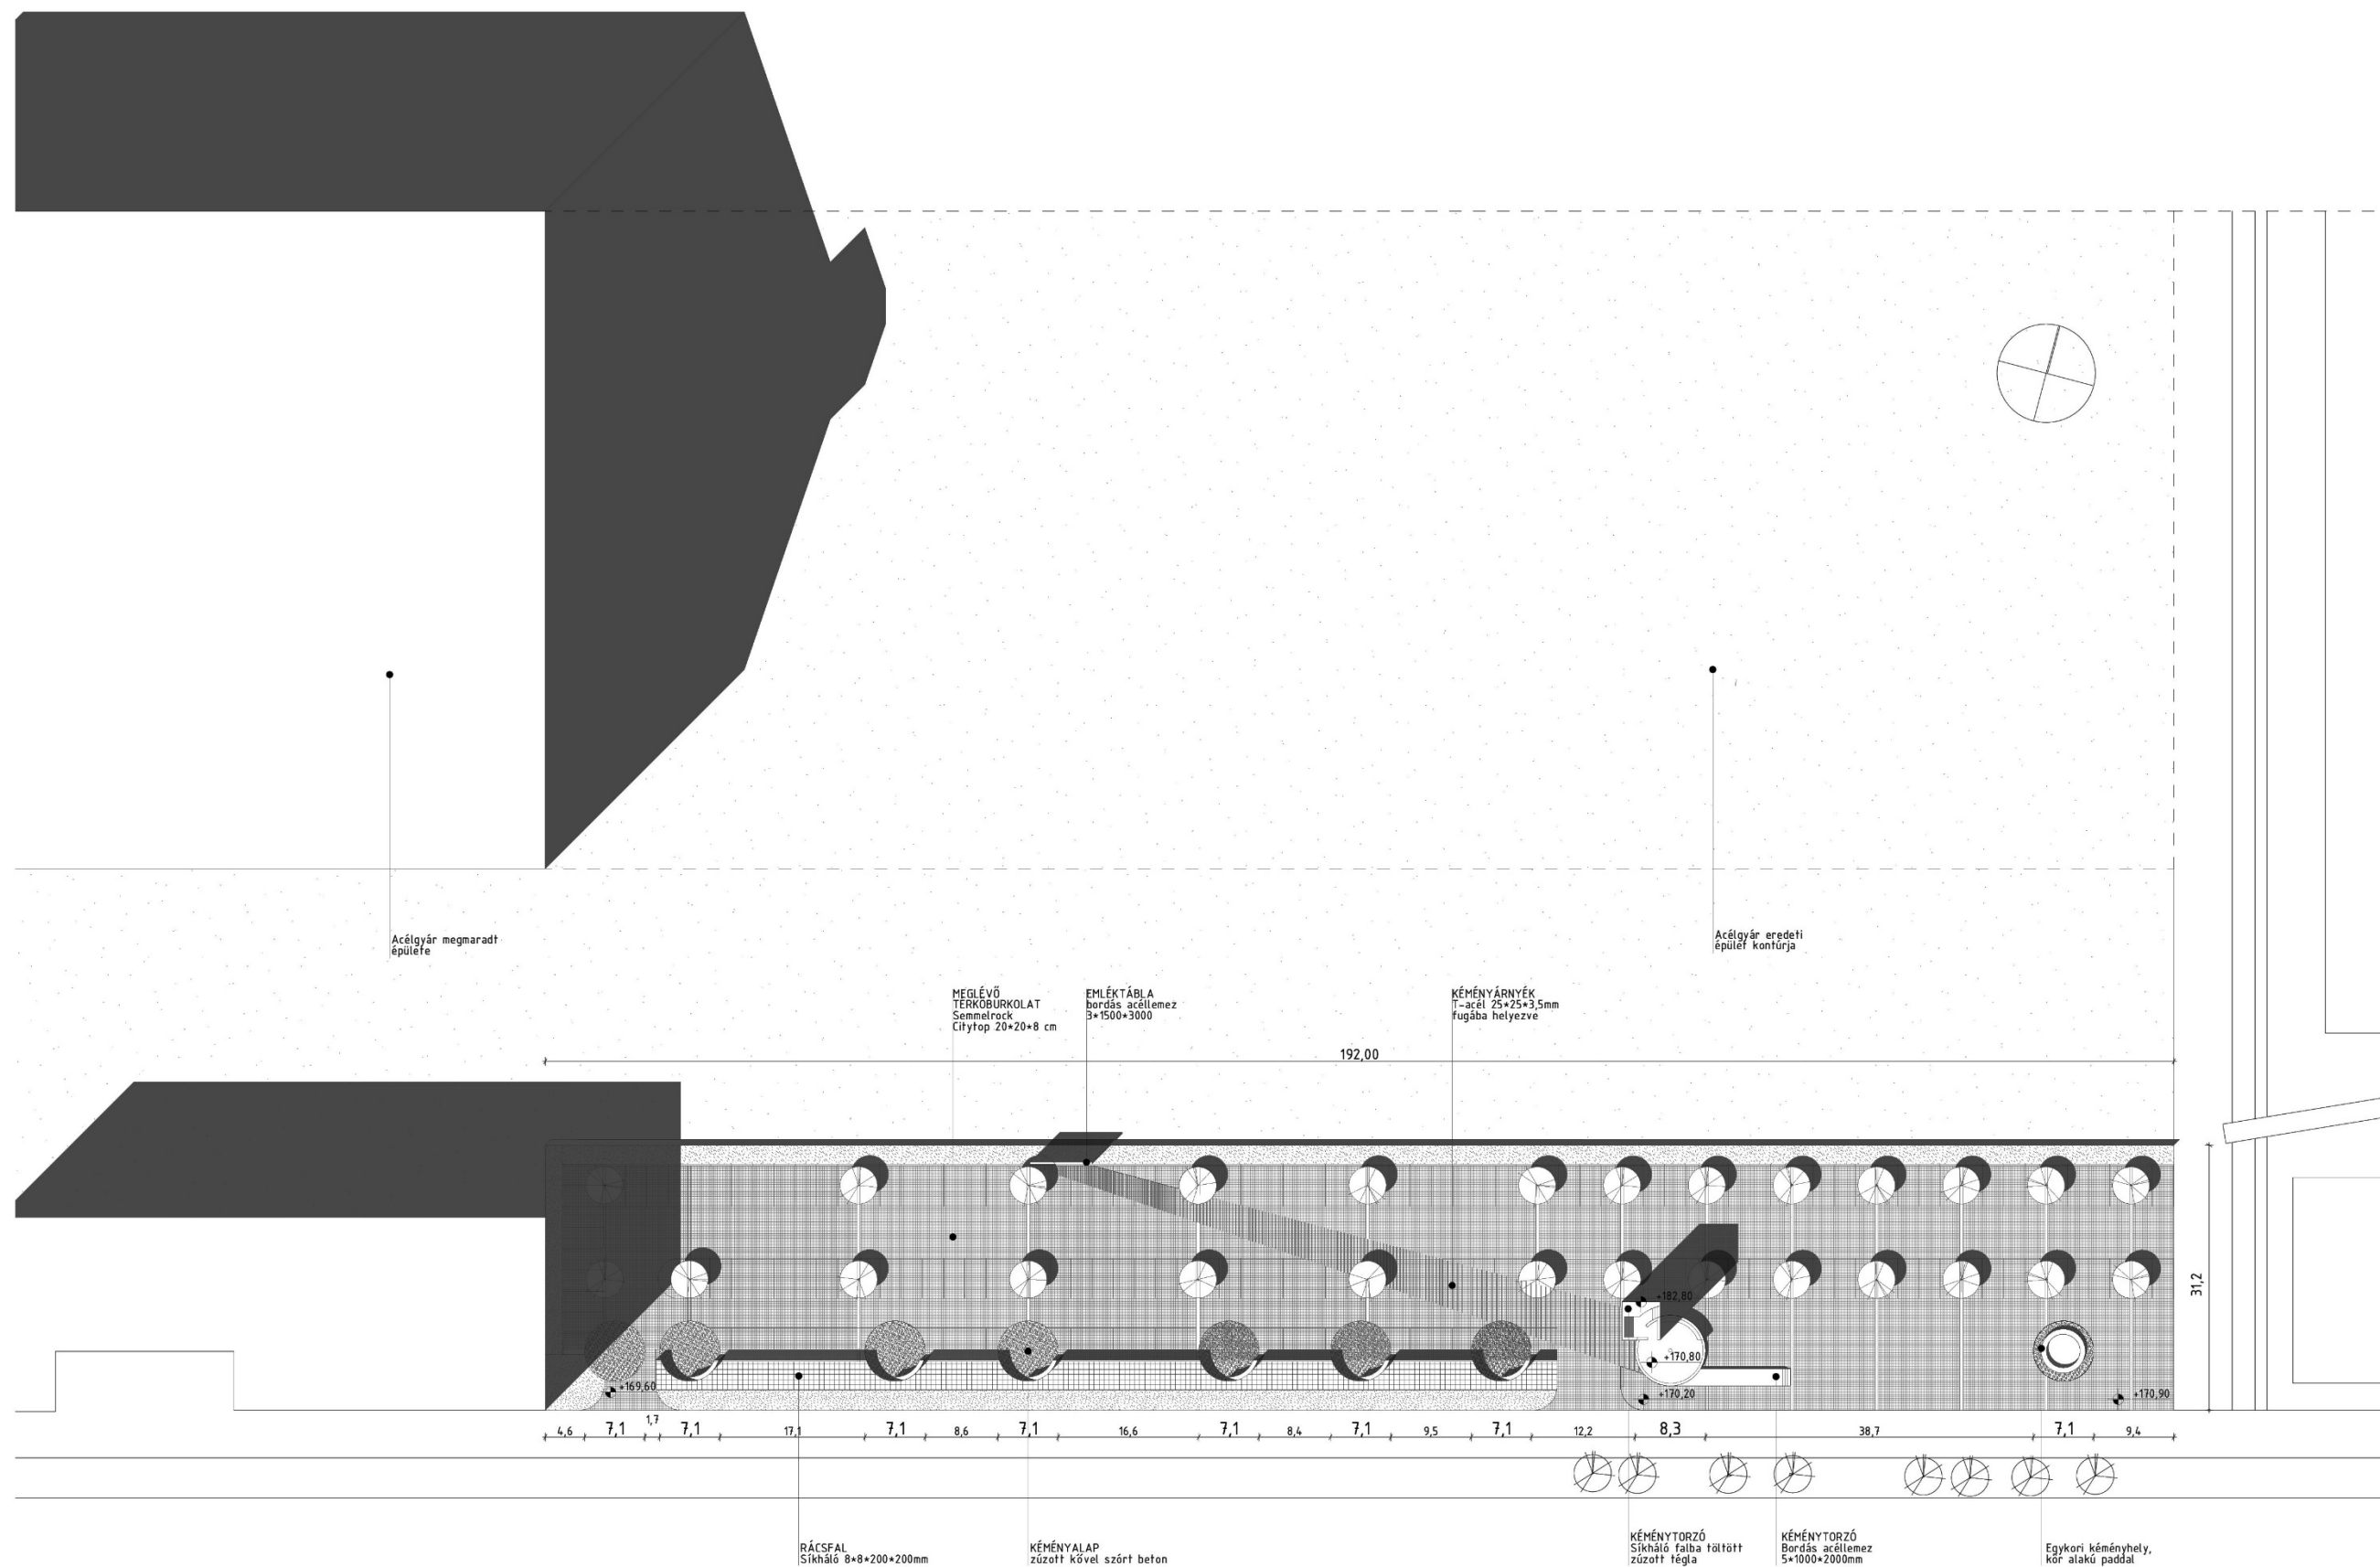 Acélgyár megmaradt
épülete
Acélgyár eredeti
épület kontúrja
MEGLÉVŐ
TÉRKŐBURKOLAT
Semmelrock
Citytop 20*20*8 cm
EMLÉKTÁBLA
bordás acéllemez
3*1500*3000
KÉMÉNYÁRNYÉK
T-acél 25*25*3,5mm
fugába helyezve
192,00
31,2
+182,80
+170,80
+169,60
+170,20
+170,90
4,6 7,1 1,7 7,1 17,1 7,1 8,6 7,1 16,6 7,1 8,4 7,1 9,5 7,1 12,2 8,3 38,7 7,1 9,4
RÁCSFAL
Síkháló 8*8*200*200mm
KÉMÉNYALAP
zúzott kővel szórt beton
KÉMÉNYTORZÓ
Síkháló falba töltött
zúzott tégla
KÉMÉNYTORZÓ
Bordás acéllemez
5*1000*2000mm
Egykori kéményhely,
kör alakú paddal